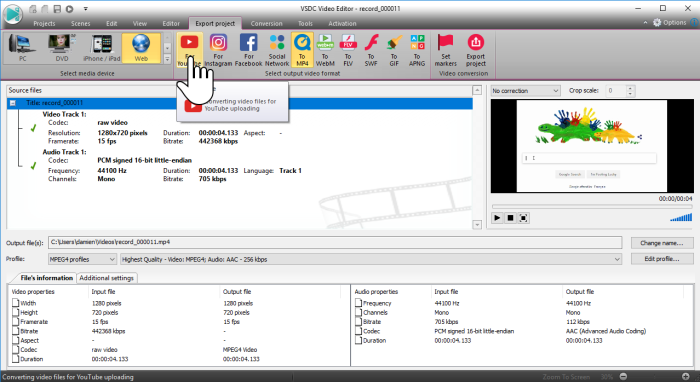 VSDC Video Editor - record_000011
Projects Scenes Edit View Editor Export project Conversion Tools Activation Options
PC DVD iPhone / iPad Web
For YouTube For Instagram For Facebook Social Network To MP4 To WebM To FLV To SWF To GIF To APNG Set markers Export project
Select media device Select output video format Video conversion
Source files
Title: record_000011
Converting video files for
YouTube uploading
Video Track 1:
Codec: raw video
Resolution: 1280x720 pixels Duration: 00:00:04.133 Aspect: -
Framerate: 15 fps Bitrate: 442368 kbps
Audio Track 1:
Codec: PCM signed 16-bit little-endian
Frequency: 44100 Hz Duration: 00:00:04.133 Language: Track 1
Channels: Mono Bitrate: 705 kbps
No correction Crop scale: 0
Google Search I'm Feeling Lucky
00:00/00:04
Output file(s): C:\Users\damien\Videos\record_000011.mp4 Change name...
Profile: MPEG4 profiles Highest Quality - Video: MPEG4; Audio: AAC - 256 kbps Edit profile...
File's information Additional settings
Video properties Input file Output file Audio properties Input file Output file
Width 1280 pixels 1280 pixels Frequency 44100 Hz 44100 Hz
Height 720 pixels 720 pixels Channels Mono Mono
Framerate 15 fps 15 fps Bitrate 705 kbps 112 kbps
Bitrate 442368 kbps - Codec PCM signed 16-bit little-endian AAC (Advanced Audio Coding)
Aspect - - Duration 00:00:04.133 00:00:04.133
Codec raw video MPEG4 Video
Duration 00:00:04.133 00:00:04.133
Converting video files for YouTube uploading Zoom To Screen 30%